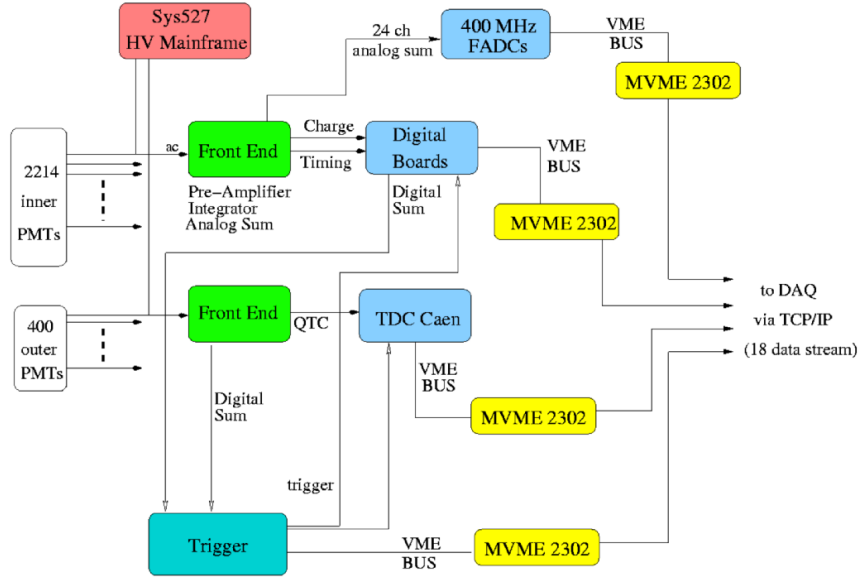 Sys527
HV Mainframe
24 ch
analog sum
400 MHz
FADCs
VME
BUS
MVME 2302
2214
inner
PMTs
ac
Front End
Charge
Timing
Digital
Boards
VME
BUS
Pre-Amplifier
Integrator
Analog Sum
Digital
Sum
MVME 2302
400
outer
PMTs
Front End
QTC
TDC Caen
to DAQ
via TCP/IP
(18 data stream)
VME
BUS
MVME 2302
Digital
Sum
trigger
Trigger
VME
BUS
MVME 2302